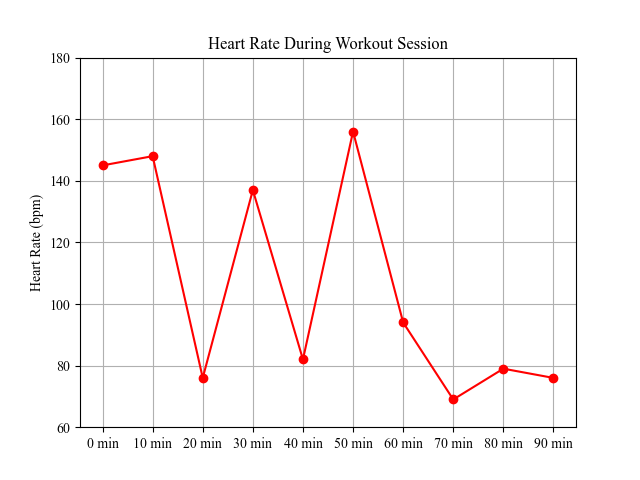 Heart Rate During Workout Session
Heart Rate (bpm)
180
160
140
120
100
80
60
0 min 10 min 20 min 30 min 40 min 50 min 60 min 70 min 80 min 90 min